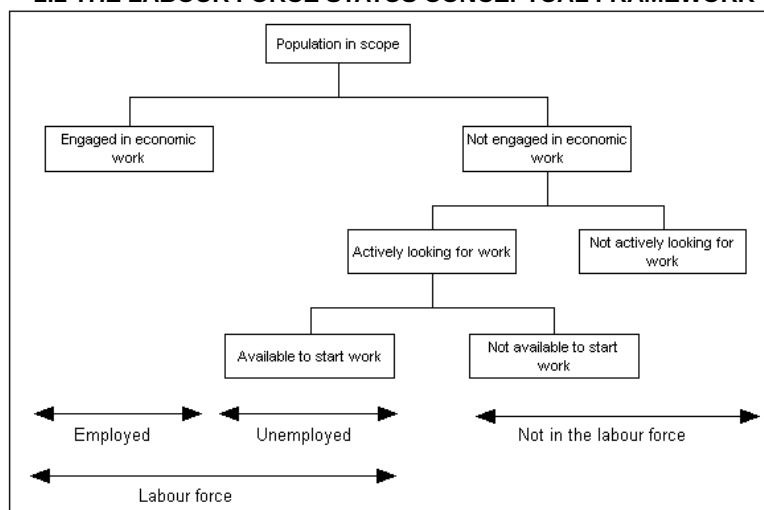 2.2 THE LABOUR FORCE STATUS CONCEPTUAL FRAMEWORK
Population in scope
Engaged in economic
work
Not engaged in economic
work
Actively looking for work
Not actively looking for
work
Available to start work
Not available to start
work
Employed
Unemployed
Not in the labour force
Labour force